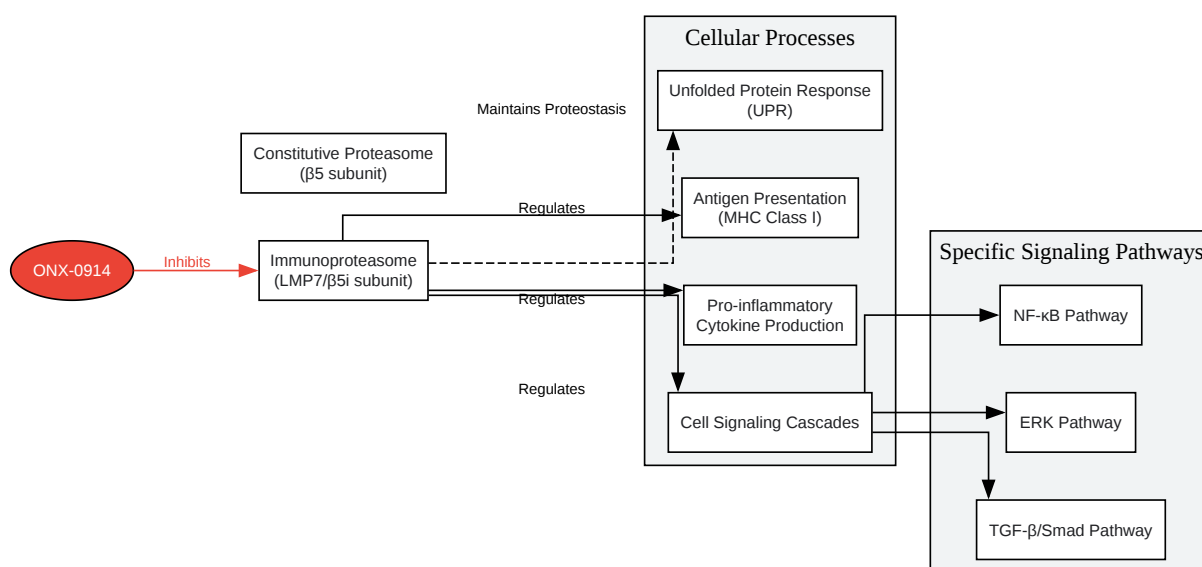 Cellular Processes
Unfolded Protein Response
(UPR)
Maintains Proteostasis
Constitutive Proteasome
(β5 subunit)
Antigen Presentation
(MHC Class I)
Regulates
Specific Signaling Pathways
ONX-0914
Inhibits
Immunoproteasome
(LMP7/β5i subunit)
Regulates
Pro-inflammatory
Cytokine Production
NF-κB Pathway
Regulates
Cell Signaling Cascades
ERK Pathway
TGF-β/Smad Pathway